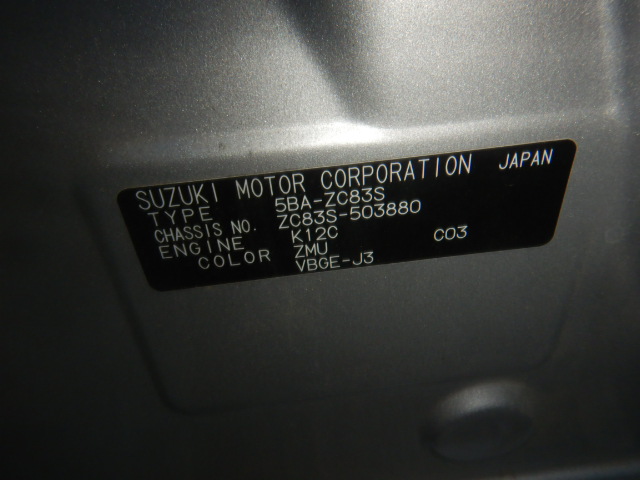 SUZUKI MOTOR CORPORATION JAPAN
TYPE 5BA-ZC83S
CHASSIS NO. ZC83S-503880
ENGINE K12C C03
COLOR ZMU
VBGE-J3